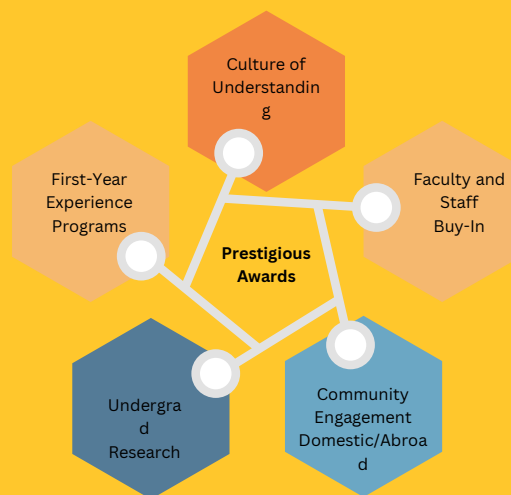 Culture of
Understandin
g
First-Year
Experience
Programs
Faculty and
Staff
Buy-In
Prestigious
Awards
Undergra
d
Research
Community
Engagement
Domestic/Abroa
d